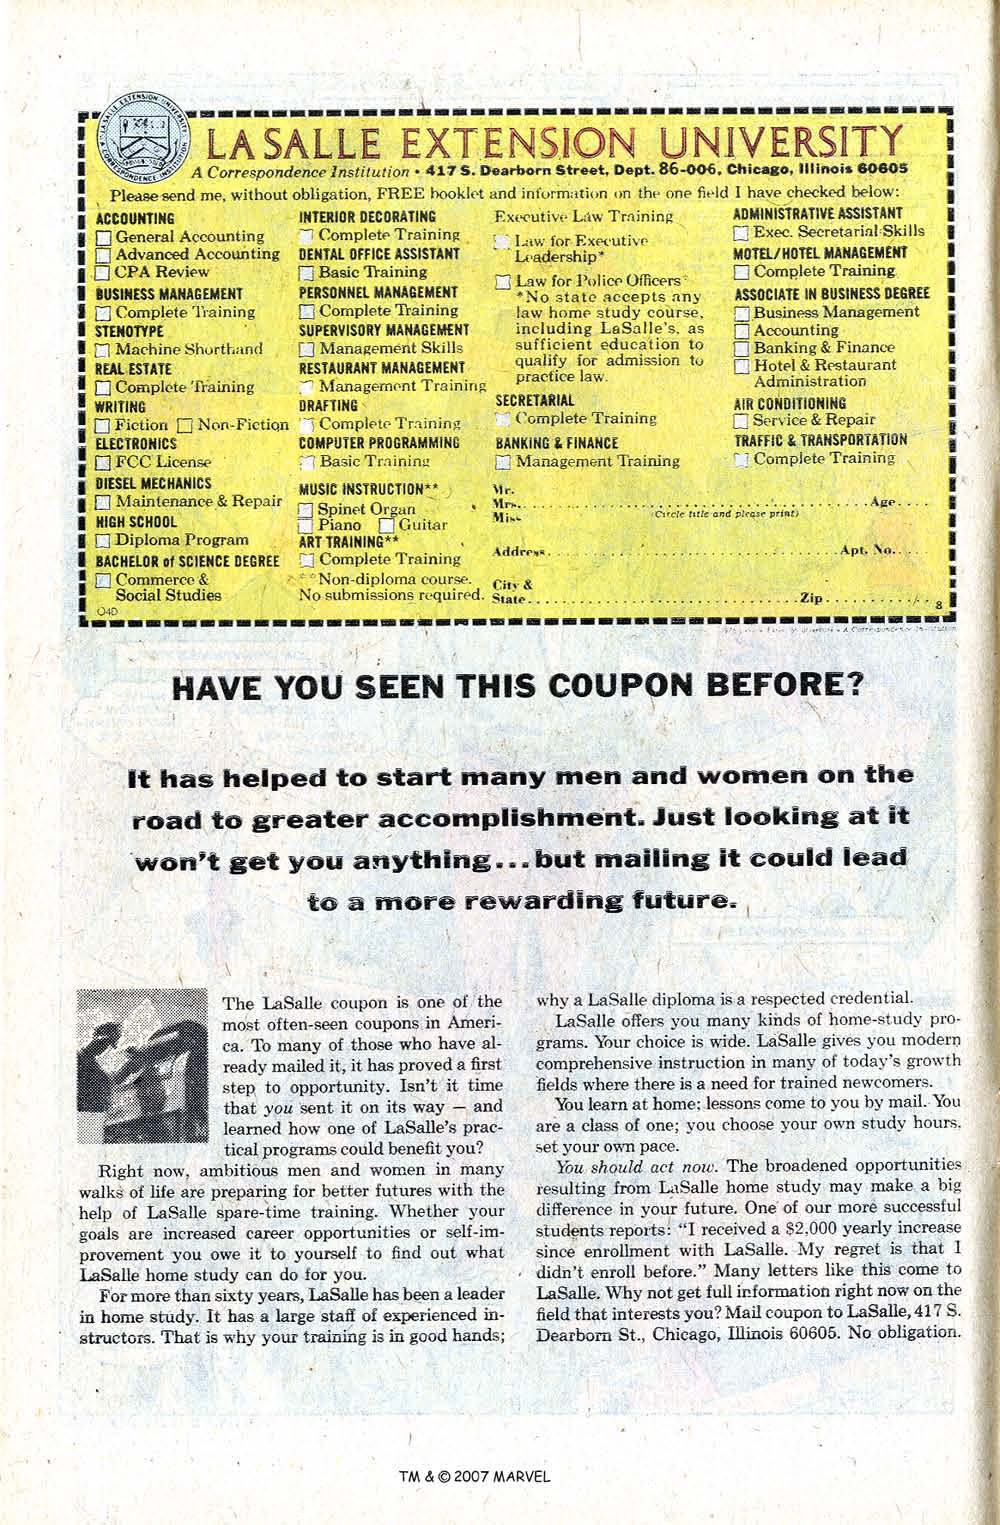 LA SALLE EXTENSION UNIVERSITY
A CORRESPONDENCE INSTITUTION
LA SALLE EXTENSION UNIVERSITY
A Correspondence Institution • 417 S. Dearborn Street, Dept. 86-006, Chicago, Illinois 60605
Please send me, without obligation, FREE booklet and information on the one field I have checked below:
ACCOUNTING
General Accounting
Advanced Accounting
CPA Review
BUSINESS MANAGEMENT
Complete Training
STENOTYPE
Machine Shorthand
REAL ESTATE
Complete Training
WRITING
Fiction Non-Fiction
ELECTRONICS
FCC License
DIESEL MECHANICS
Maintenance & Repair
HIGH SCHOOL
Diploma Program
BACHELOR of SCIENCE DEGREE
Commerce &
Social Studies
04D
INTERIOR DECORATING
Complete Training
DENTAL OFFICE ASSISTANT
Basic Training
PERSONNEL MANAGEMENT
Complete Training
SUPERVISORY MANAGEMENT
Management Skills
RESTAURANT MANAGEMENT
Management Training
DRAFTING
Complete Training
COMPUTER PROGRAMMING
Basic Training
MUSIC INSTRUCTION**
Spinet Organ
Piano Guitar
ART TRAINING**
Complete Training
**Non-diploma course.
No submissions required.
Executive Law Training
Law for Executive
Leadership*
Law for Police Officers*
*No state accepts any
law home study course,
including LaSalle's, as
sufficient education to
qualify for admission to
practice law.
SECRETARIAL
Complete Training
BANKING & FINANCE
Management Training
ADMINISTRATIVE ASSISTANT
Exec. Secretarial Skills
MOTEL/HOTEL MANAGEMENT
Complete Training
ASSOCIATE IN BUSINESS DEGREE
Business Management
Accounting
Banking & Finance
Hotel & Restaurant
Administration
AIR CONDITIONING
Service & Repair
TRAFFIC & TRANSPORTATION
Complete Training
Mr.
Mrs. Age
Miss (Circle title and please print)
Address Apt. No.
City &
State Zip
8
HAVE YOU SEEN THIS COUPON BEFORE?
It has helped to start many men and women on the
road to greater accomplishment. Just looking at it
won't get you anything...but mailing it could lead
to a more rewarding future.
The LaSalle coupon is one of the
most often-seen coupons in Ameri-
ca. To many of those who have al-
ready mailed it, it has proved a first
step to opportunity. Isn't it time
that you sent it on its way — and
learned how one of LaSalle's prac-
tical programs could benefit you?
Right now, ambitious men and women in many
walks of life are preparing for better futures with the
help of LaSalle spare-time training. Whether your
goals are increased career opportunities or self-im-
provement you owe it to yourself to find out what
LaSalle home study can do for you.
For more than sixty years, LaSalle has been a leader
in home study. It has a large staff of experienced in-
structors. That is why your training is in good hands;
why a LaSalle diploma is a respected credential.
LaSalle offers you many kinds of home-study pro-
grams. Your choice is wide. LaSalle gives you modern
comprehensive instruction in many of today's growth
fields where there is a need for trained newcomers.
You learn at home; lessons come to you by mail. You
are a class of one; you choose your own study hours,
set your own pace.
You should act now. The broadened opportunities
resulting from LaSalle home study may make a big
difference in your future. One of our more successful
students reports: "I received a $2,000 yearly increase
since enrollment with LaSalle. My regret is that I
didn't enroll before." Many letters like this come to
LaSalle. Why not get full information right now on the
field that interests you? Mail coupon to LaSalle, 417 S.
Dearborn St., Chicago, Illinois 60605. No obligation.
TM & © 2007 MARVEL